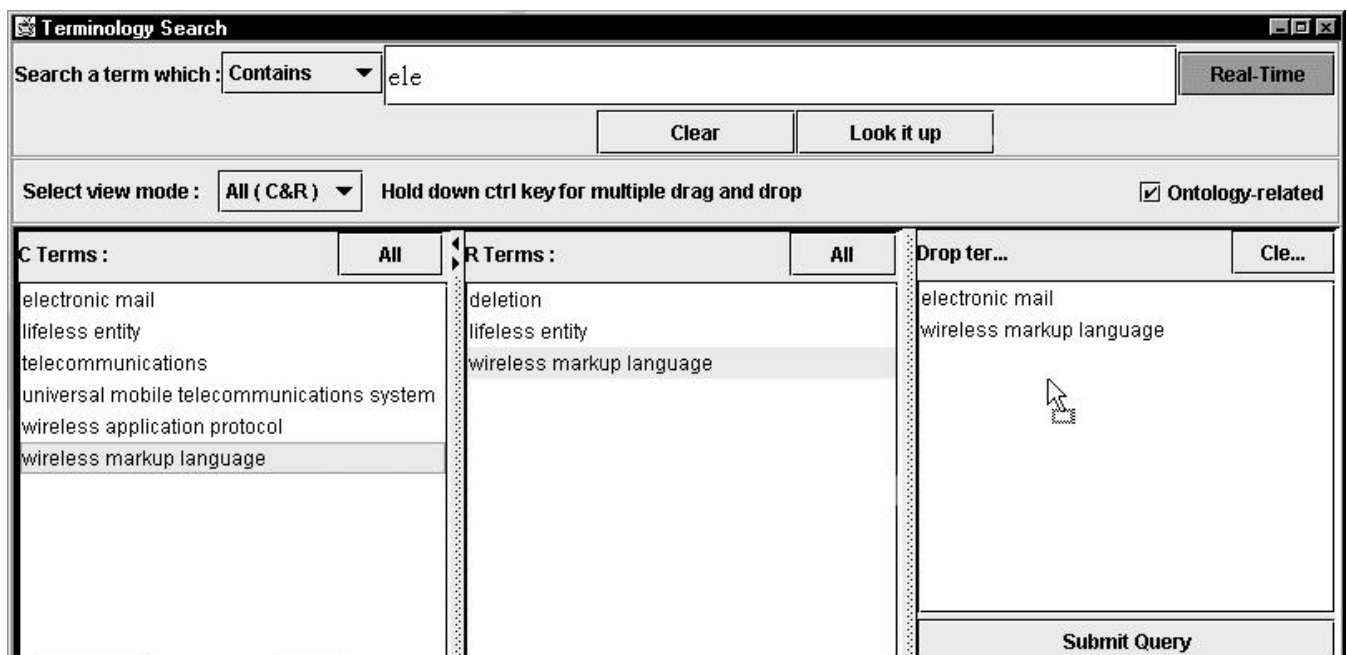 Terminology Search
Search a term which : Contains ele Real-Time
Clear Look it up
Select view mode : All ( C&R ) Hold down ctrl key for multiple drag and drop Ontology-related
C Terms : All R Terms : All Drop ter... Cle...
electronic mail deletion electronic mail
lifeless entity lifeless entity wireless markup language
telecommunications wireless markup language
universal mobile telecommunications system
wireless application protocol
wireless markup language
Submit Query